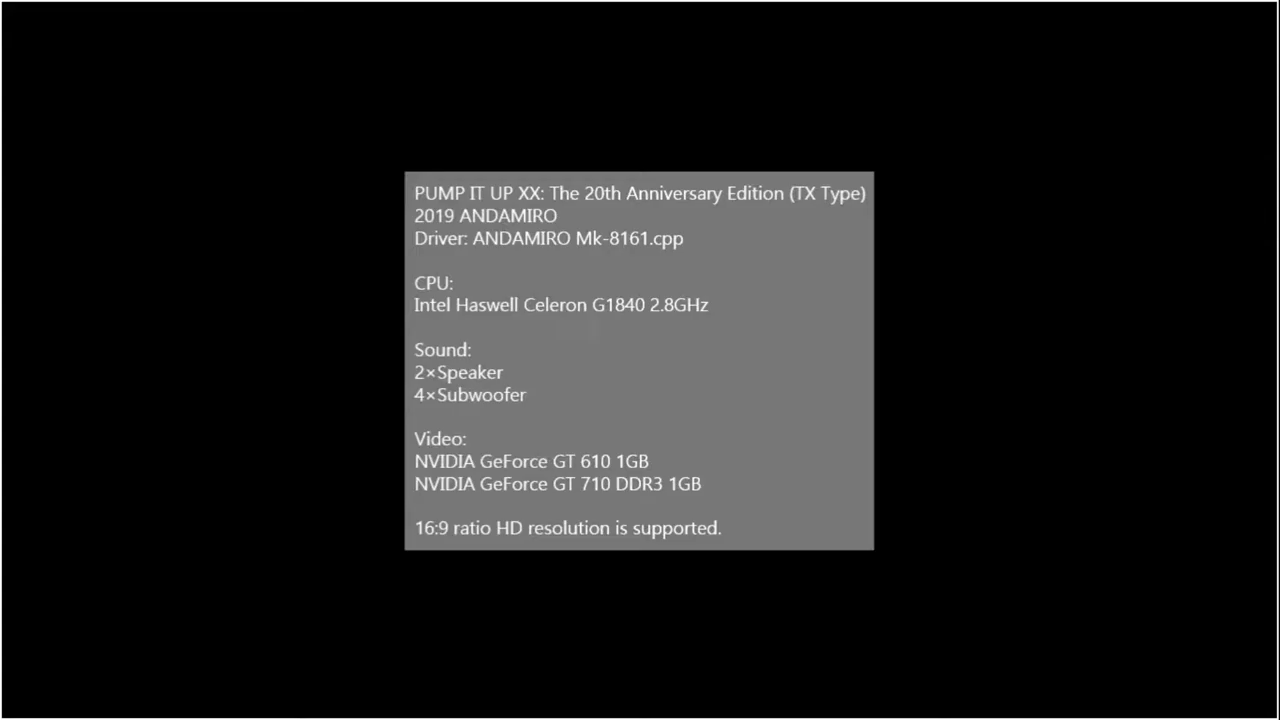 PUMP IT UP XX: The 20th Anniversary Edition (TX Type)
2019 ANDAMIRO
Driver: ANDAMIRO Mk-8161.cpp
CPU:
Intel Haswell Celeron G1840 2.8GHz
Sound:
2×Speaker
4×Subwoofer
Video:
NVIDIA GeForce GT 610 1GB
NVIDIA GeForce GT 710 DDR3 1GB
16:9 ratio HD resolution is supported.